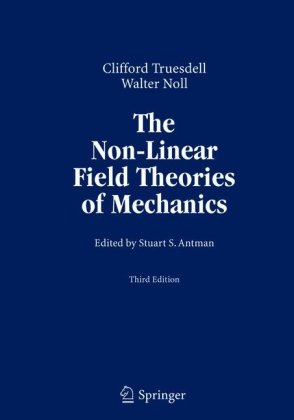 Clifford Truesdell
Walter Noll
The
Non-Linear
Field Theories
of Mechanics
Edited by Stuart S. Antman
Third Edition
Springer